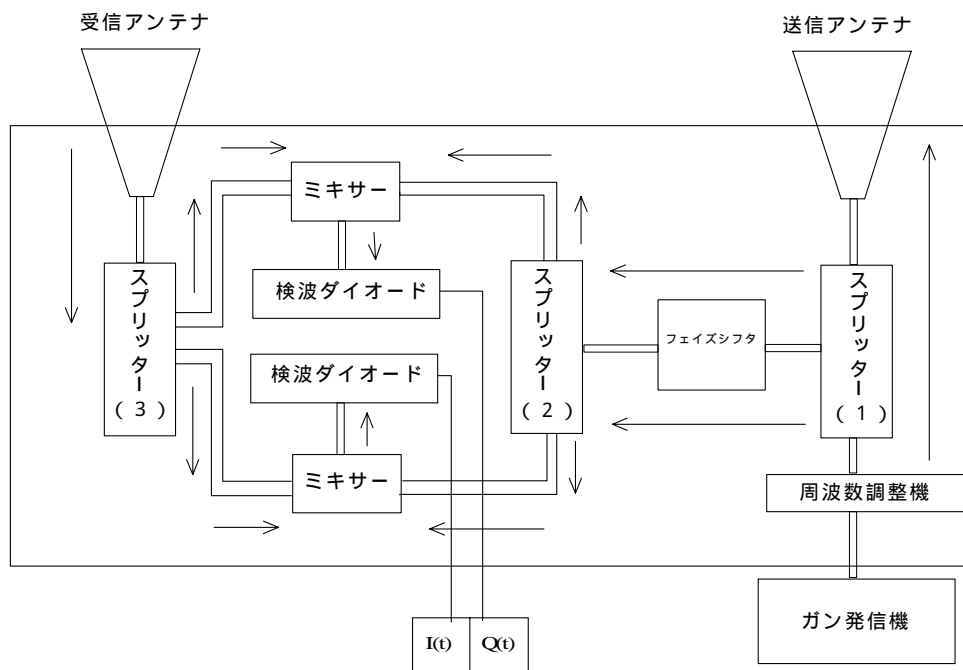 受信アンテナ
送信アンテナ
ミキサー
検波ダイオード
スプリッター
(3)
スプリッター
(2)
フェイズシフタ
スプリッター
(1)
検波ダイオード
ミキサー
周波数調整機
ガン発信機
I(t)
Q(t)